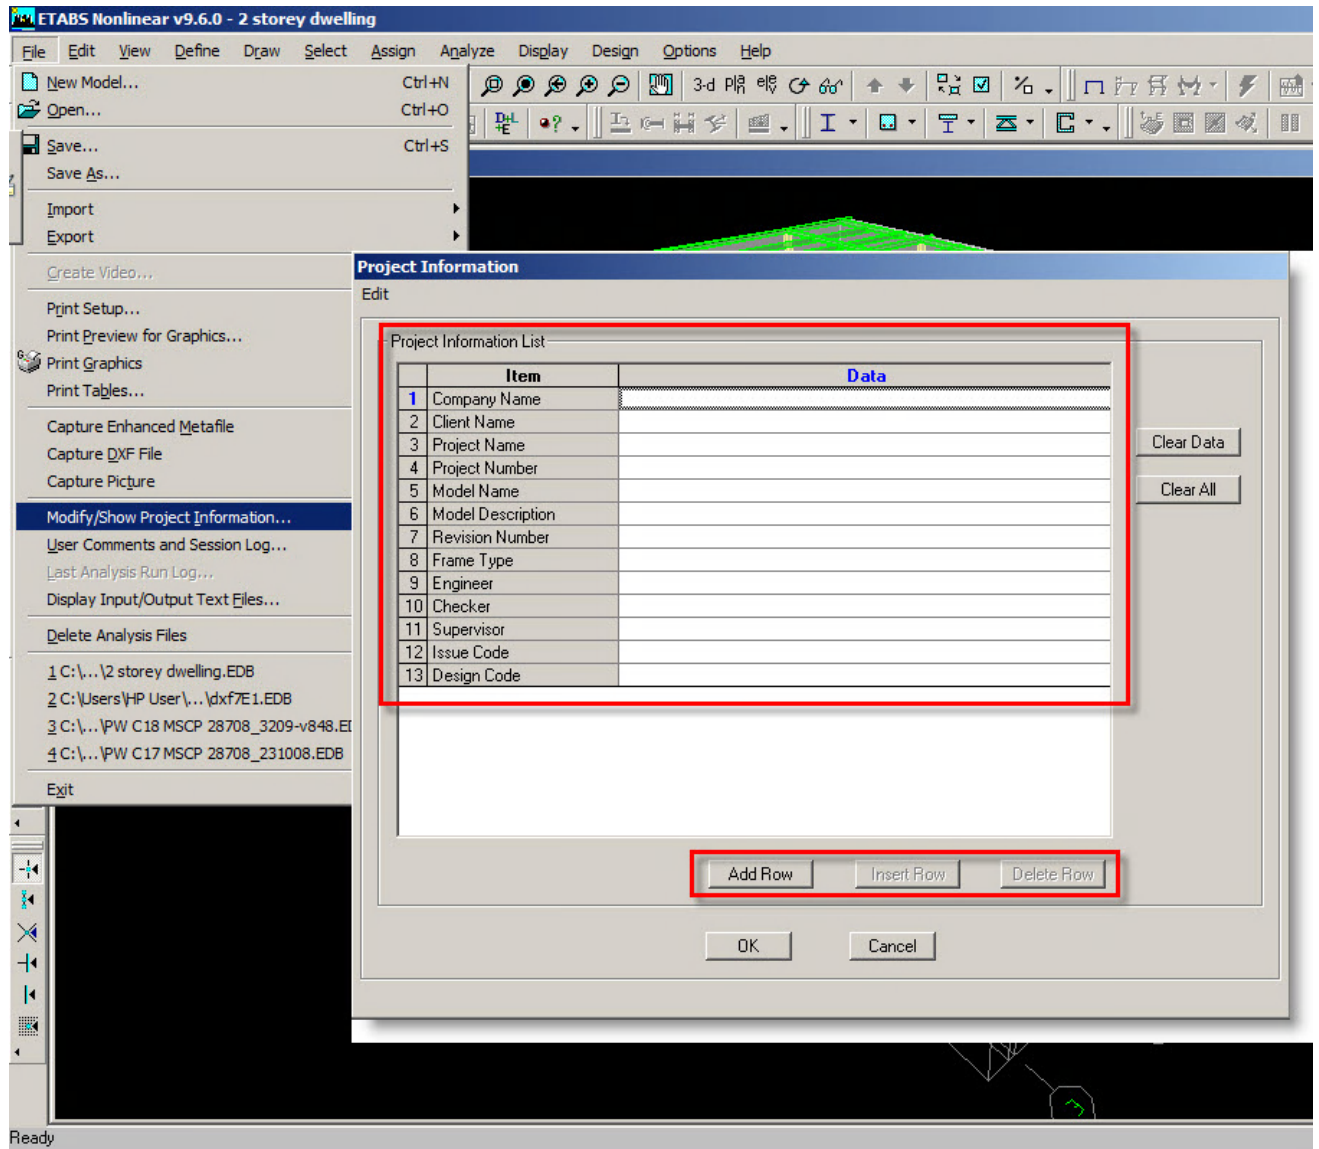 ETABS Nonlinear v9.6.0 - 2 storey dwelling
File Edit View Define Draw Select Assign Analyze Display Design Options Help
New Model... Ctrl+N
3-d
Open... Ctrl+O
Save... Ctrl+S
Save As...
Import
Export
Create Video...
Print Setup...
Print Preview for Graphics...
Print Graphics
Print Tables...
Capture Enhanced Metafile
Capture DXF File
Capture Picture
Modify/Show Project Information...
User Comments and Session Log...
Last Analysis Run Log...
Display Input/Output Text Files...
Delete Analysis Files
1 C:\...\2 storey dwelling.EDB
2 C:\Users\HP User\...\dxf7E1.EDB
3 C:\...\PW C18 MSCP 28708_3209-v848.ED
4 C:\...\PW C17 MSCP 28708_231008.EDB
Exit
Project Information
Edit
Project Information List
Item Data
1 Company Name
2 Client Name
3 Project Name
4 Project Number
5 Model Name
6 Model Description
7 Revision Number
8 Frame Type
9 Engineer
10 Checker
11 Supervisor
12 Issue Code
13 Design Code
Clear Data
Clear All
Add Row Insert Row Delete Row
OK Cancel
Ready